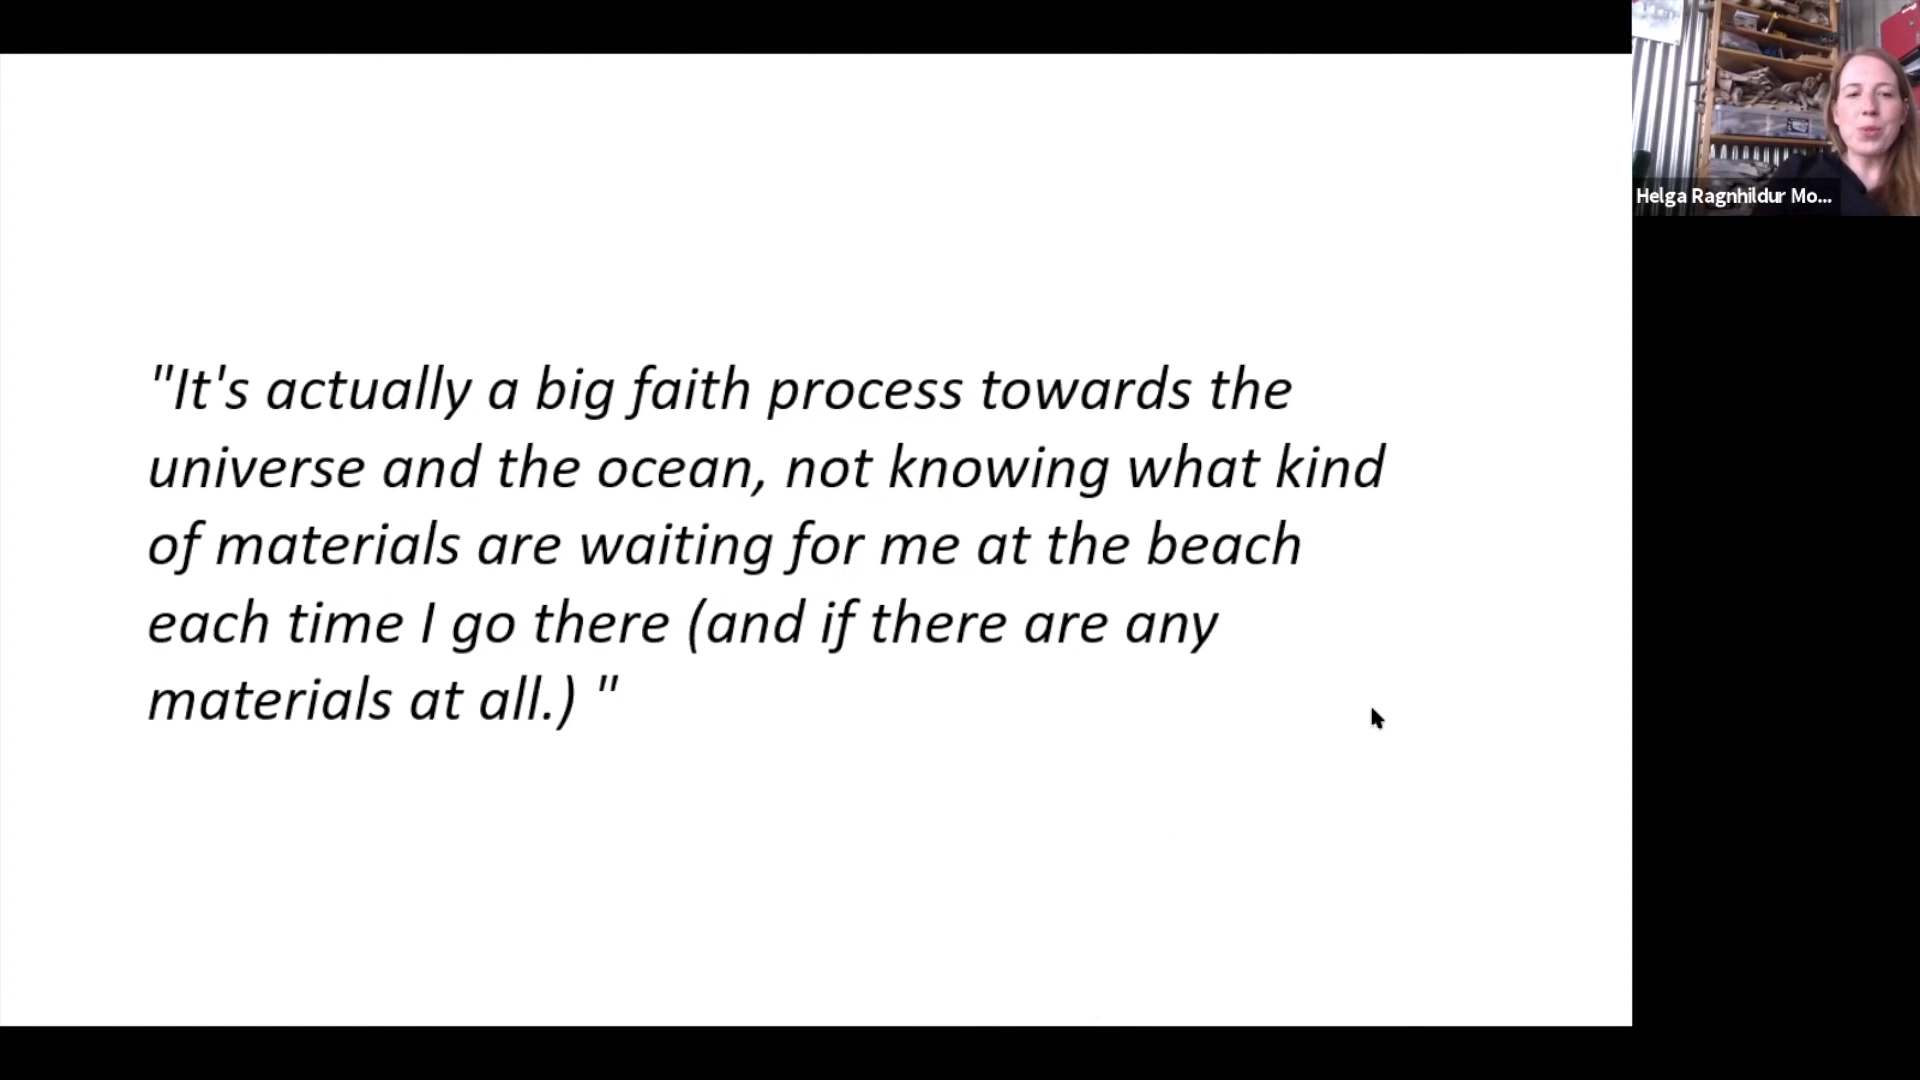 "It's actually a big faith process towards the
universe and the ocean, not knowing what kind
of materials are waiting for me at the beach
each time I go there (and if there are any
materials at all.) "
Helga Ragnhildur Mo...